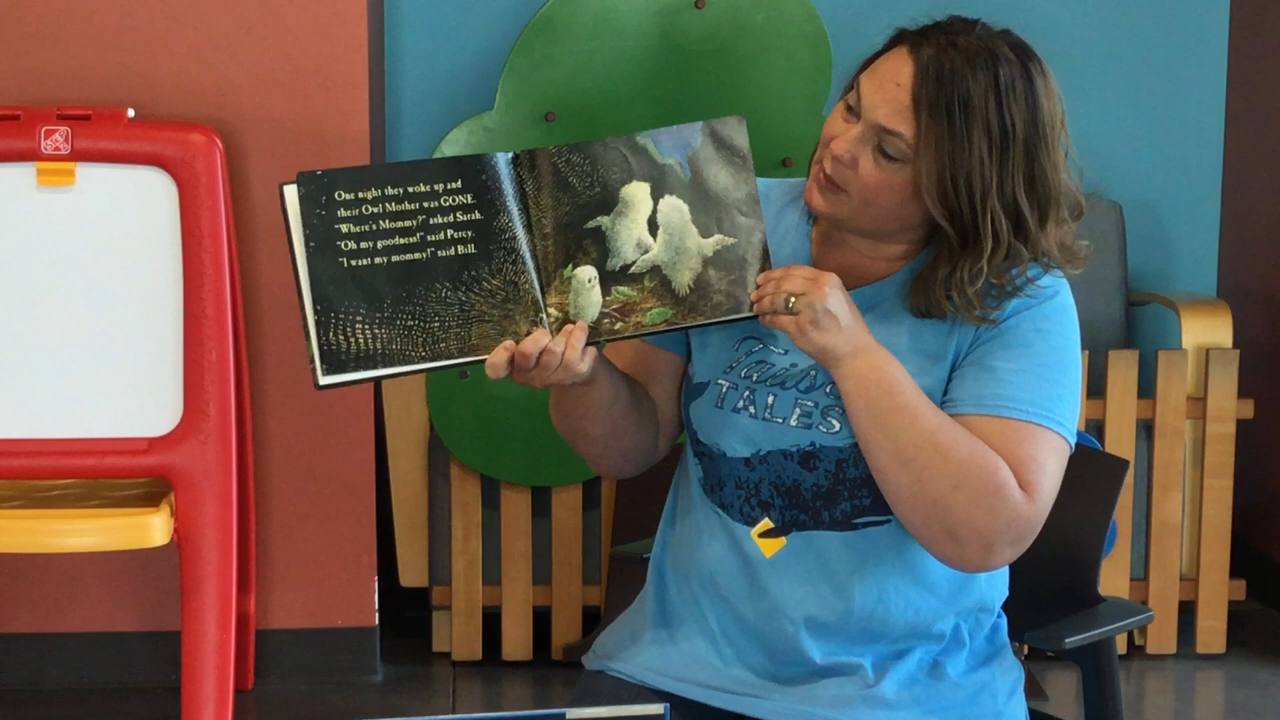 One night they woke up and
their Owl Mother was GONE.
"Where's Mommy?" asked Sarah.
"Oh my goodness!" said Percy.
"I want my mommy!" said Bill.
TALES